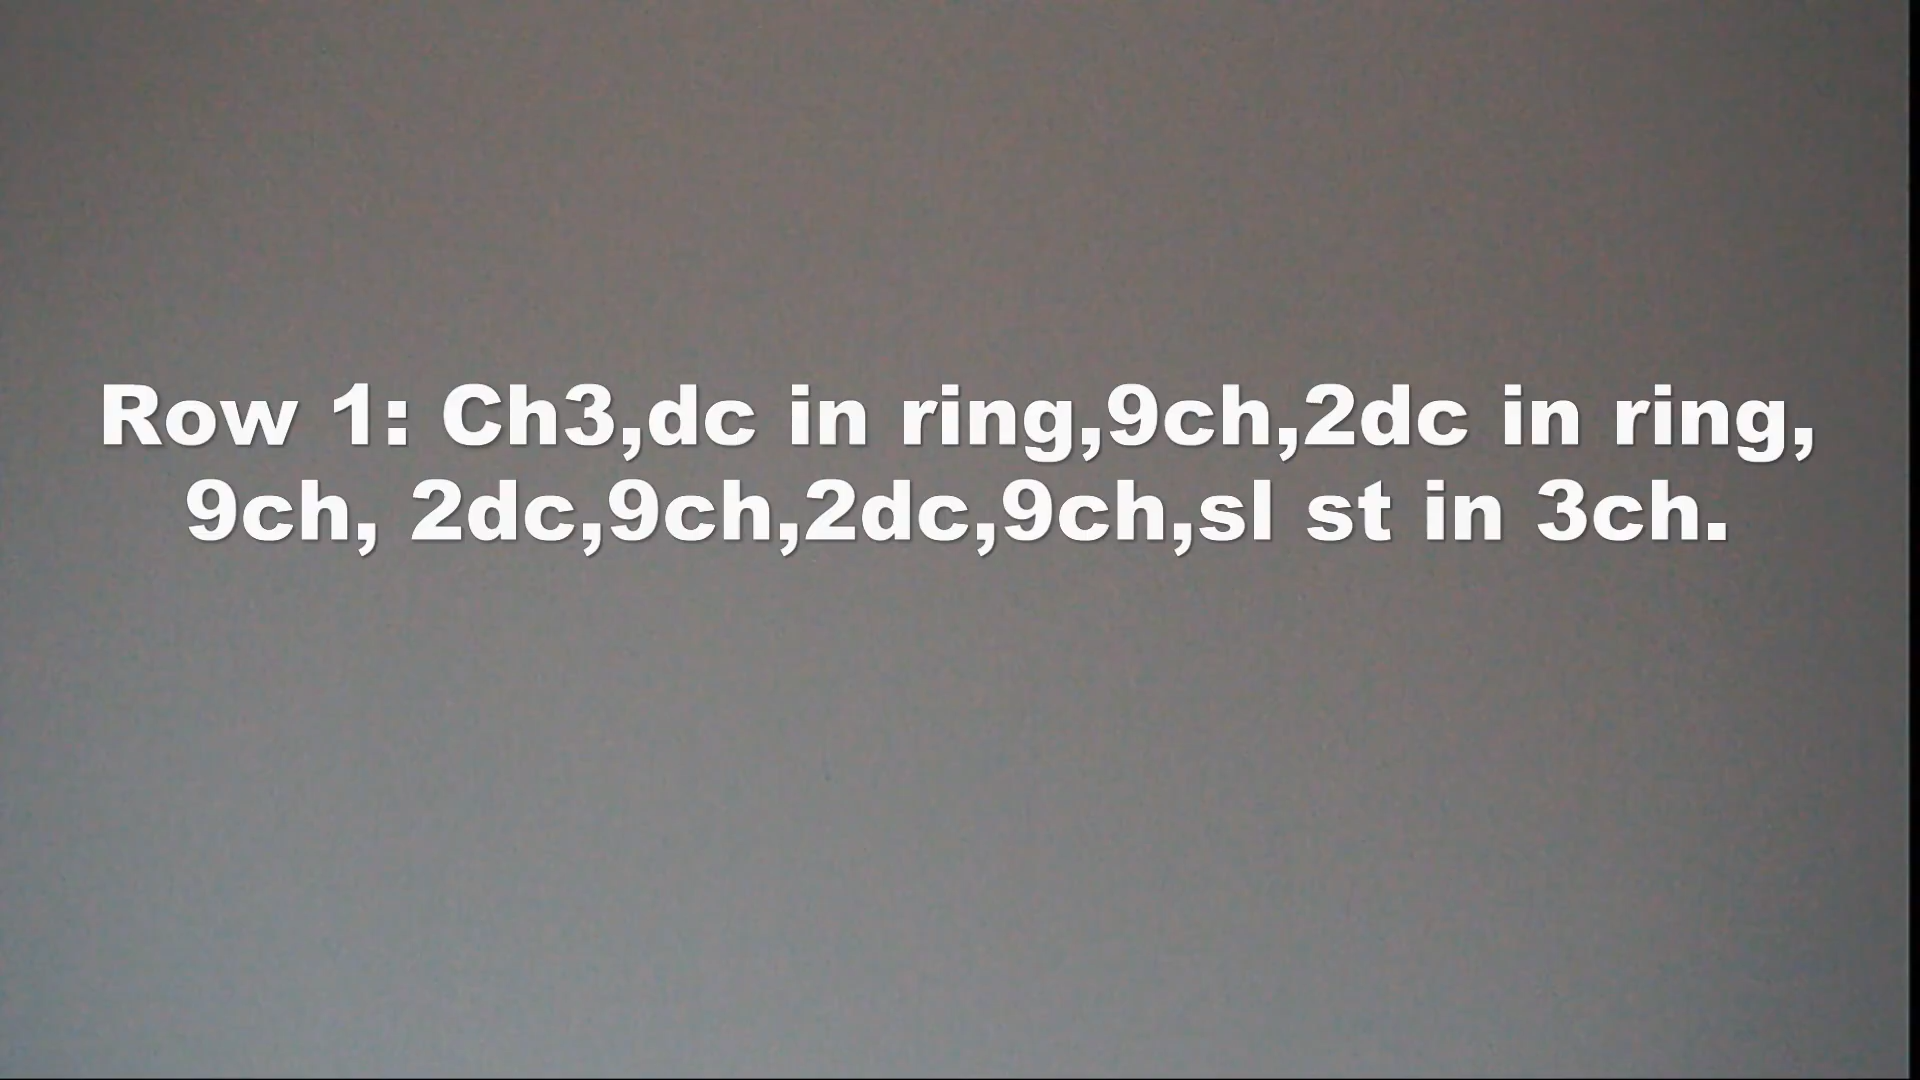 Row 1: Ch3,dc in ring,9ch,2dc in ring,
9ch, 2dc,9ch,2dc,9ch,sl st in 3ch.